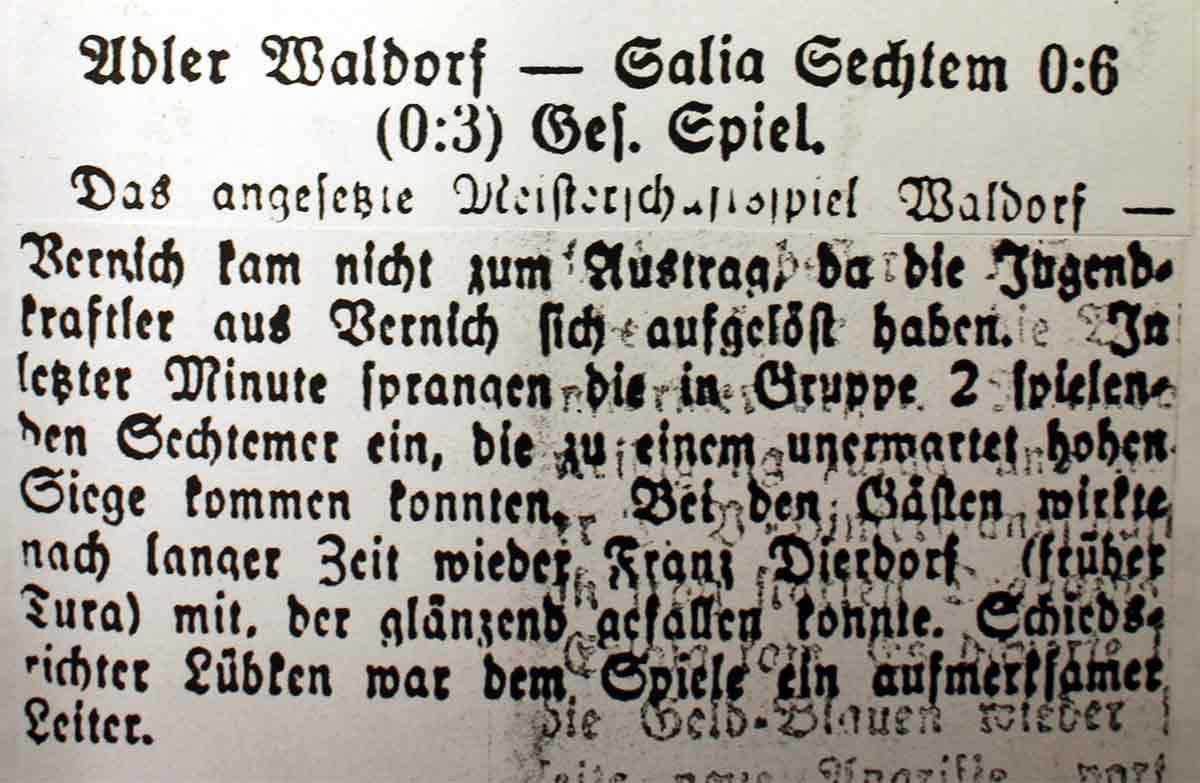 Adler Waldorf — Salia Sechtem 0:6
(0:3) Ges. Spiel.
Das angesetzte Meisterschaftsspiel Waldorf —
Vernich kam nicht zum Austrag, da die Jugend-
kraftler aus Vernich sich aufgelöst haben. In
letzter Minute sprangen die in Gruppe 2 spielen-
den Sechtemer ein, die zu einem unerwartet hohen
Siege kommen konnten. Bei den Gästen wirkte
nach langer Zeit wieder Franz Dierdorf (früher
Tura) mit, der glänzend gefallen konnte. Schieds-
richter Lübken war dem Spiele ein aufmerksamer
Leiter.
die Geld-Blauen wieder